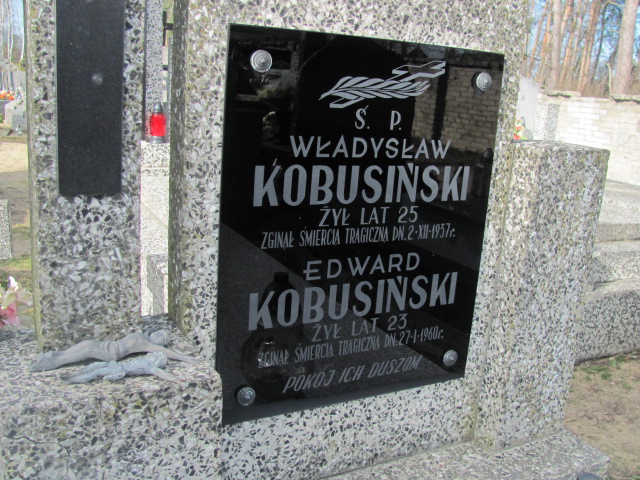 Ś. P.
WŁADYSŁAW
KOBUSIŃSKI
ŻYŁ LAT 25
ZGINĄŁ ŚMIERCIĄ TRAGICZNĄ DN. 2-XII-1937r.
EDWARD
KOBUSIŃSKI
ŻYŁ LAT 23
ZGINĄŁ ŚMIERCIĄ TRAGICZNĄ DN. 27-I-1960r.
POKÓJ ICH DUSZOM